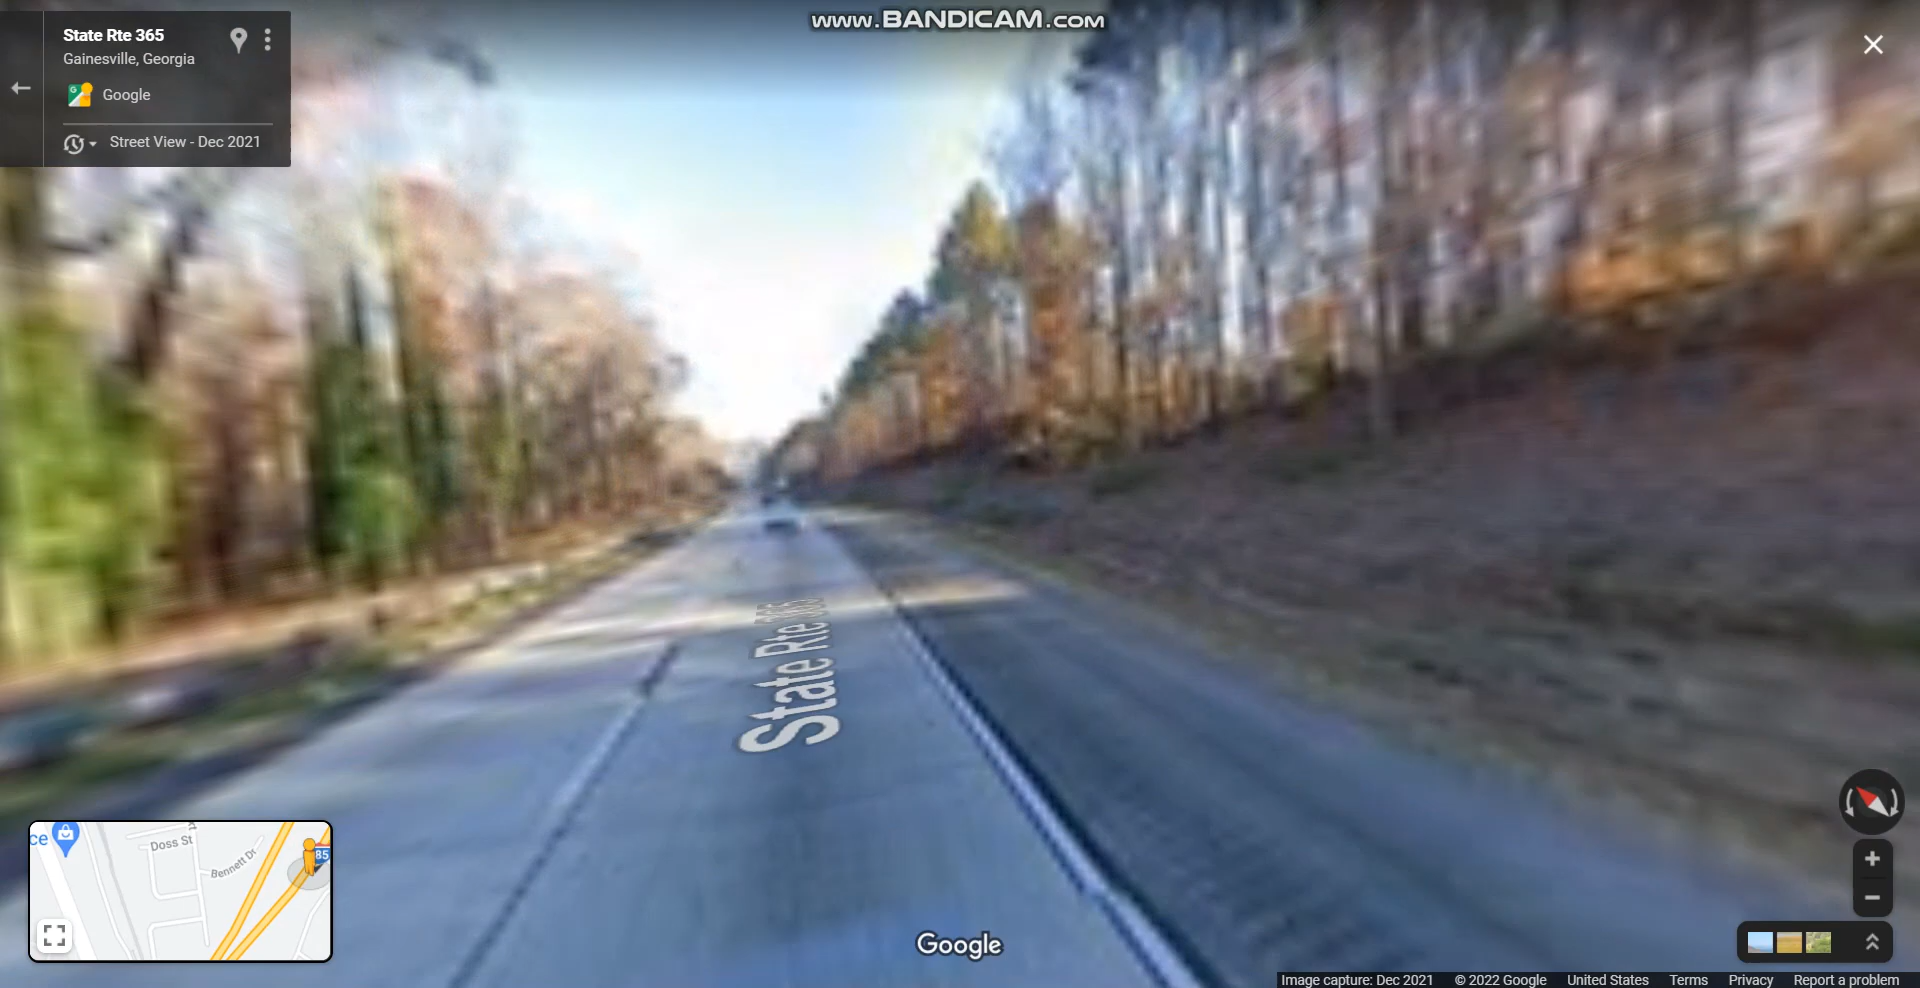 www.BANDICAM.com
State Rte 365
Gainesville, Georgia
Google
Street View - Dec 2021
State Rte 365
ce
Doss St
Bennett Dr
85
Google
Image capture: Dec 2021 © 2022 Google United States Terms Privacy Report a problem